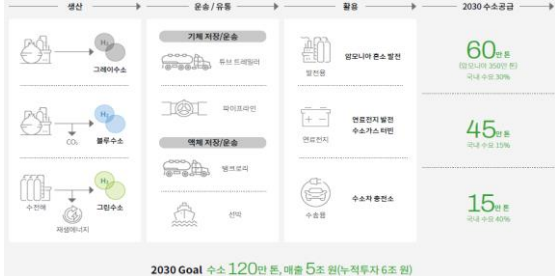 생산
운송 / 유통
활용
2030 수소공급
H₂
그레이수소
CO₂
H₂
블루수소
수전해
H₂
그린수소
재생에너지
기체 저장/운송
튜브 트레일러
파이프라인
액체 저장/운송
탱크로리
선박
발전용
암모니아 혼소 발전
연료전지
연료전지 발전
수소가스 터빈
수송용
수소차 충전소
60만 톤
(암모니아 350만 톤)
국내 수요 30%
45만 톤
국내 수요 15%
15만 톤
국내 수요 40%
2030 Goal 수소 120만 톤, 매출 5조 원(누적투자 6조 원)